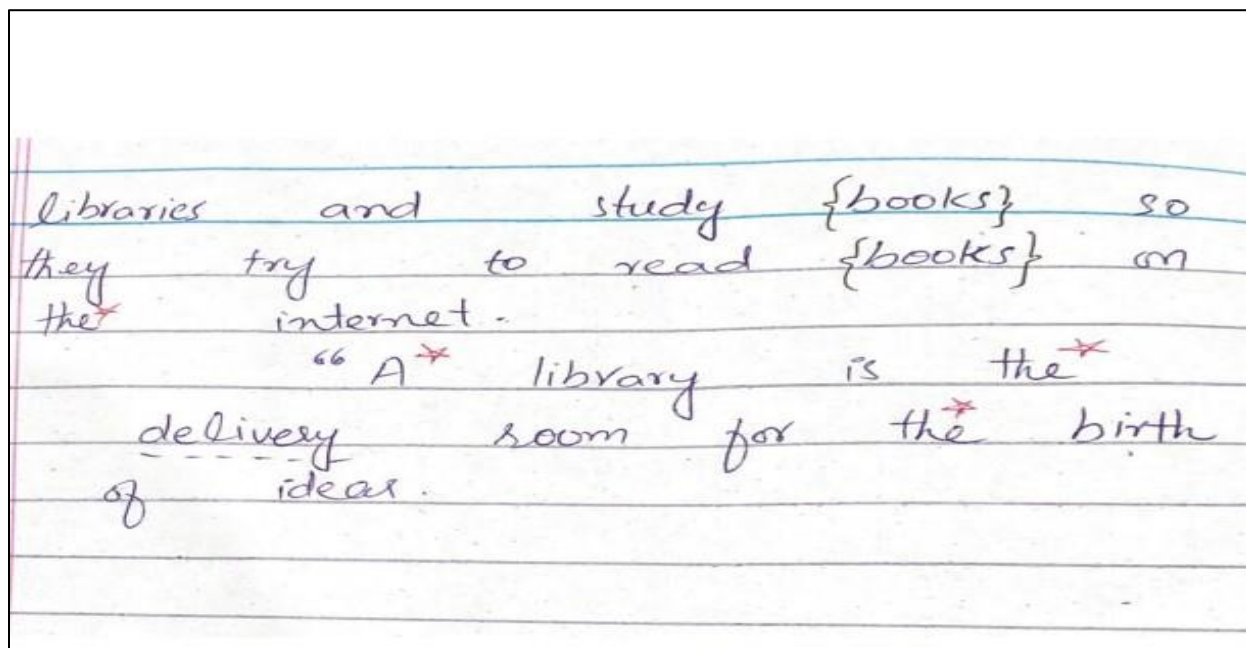 libraries and study {books} so
they try to read {books} on
the* internet.
“A* library is the*
delivery room for the* birth
of ideas.